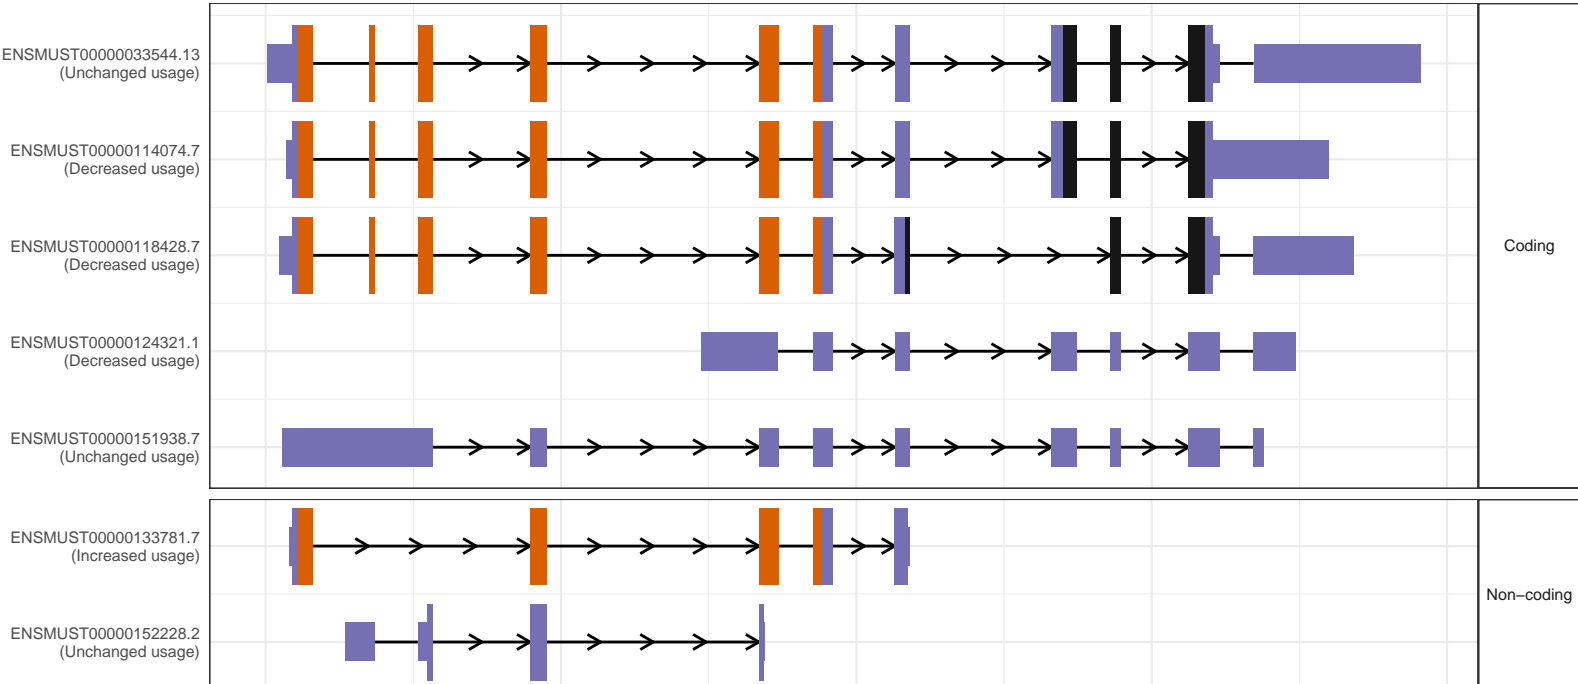 ENSMUST00000033544.13
(Unchanged usage)
ENSMUST00000114074.7
(Decreased usage)
ENSMUST00000118428.7
(Decreased usage)
Coding
ENSMUST00000124321.1
(Decreased usage)
ENSMUST00000151938.7
(Unchanged usage)
ENSMUST00000133781.7
(Increased usage)
Non−coding
ENSMUST00000152228.2
(Unchanged usage)